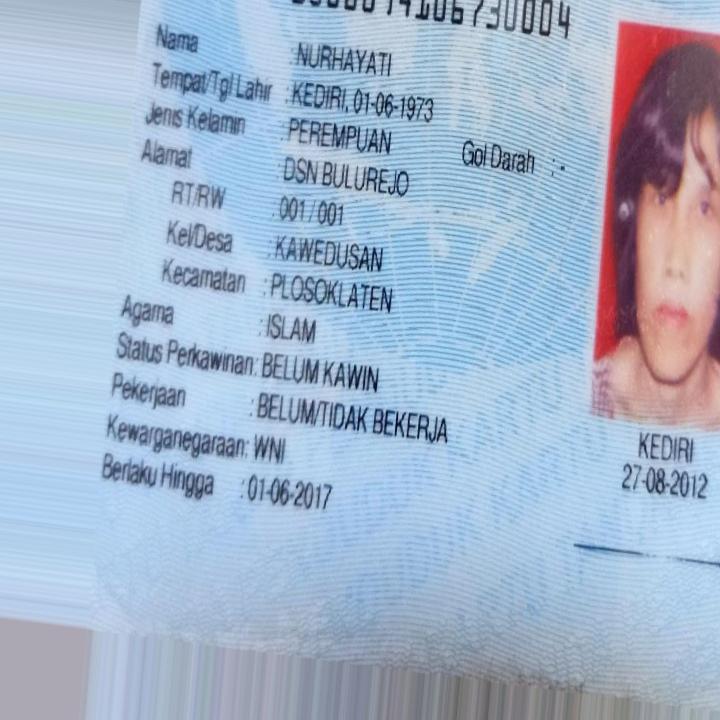 Nama : NURHAYATI
Tempat/Tgl Lahir : KEDIRI, 01-06-1973
Jenis Kelamin : PEREMPUAN Gol Darah : -
Alamat : DSN BULUREJO
RT/RW : 001 / 001
Kel/Desa : KAWEDUSAN
Kecamatan : PLOSOKLATEN
Agama : ISLAM
Status Perkawinan: BELUM KAWIN
Pekerjaan : BELUM/TIDAK BEKERJA
Kewarganegaraan: WNI
Berlaku Hingga : 01-06-2017
KEDIRI
27-08-2012